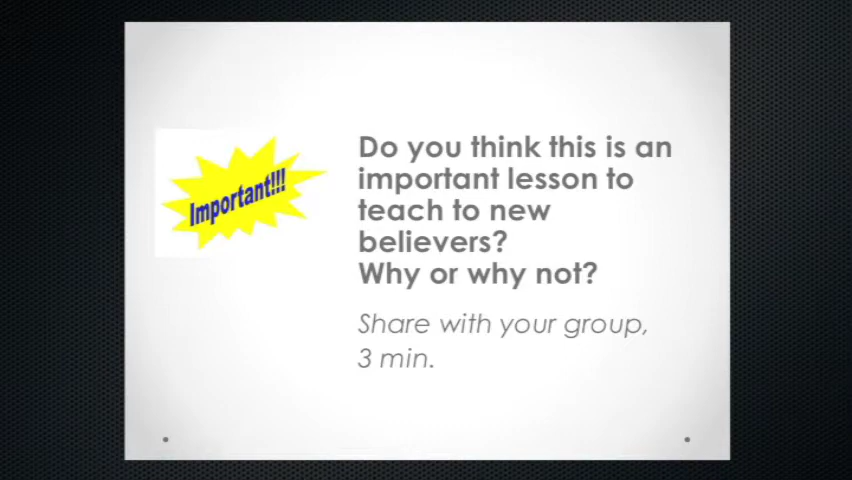 Important!!!
Do you think this is an
important lesson to
teach to new
believers?
Why or why not?
Share with your group,
3 min.